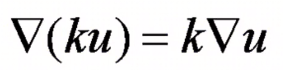 ∇(ku) = k∇u